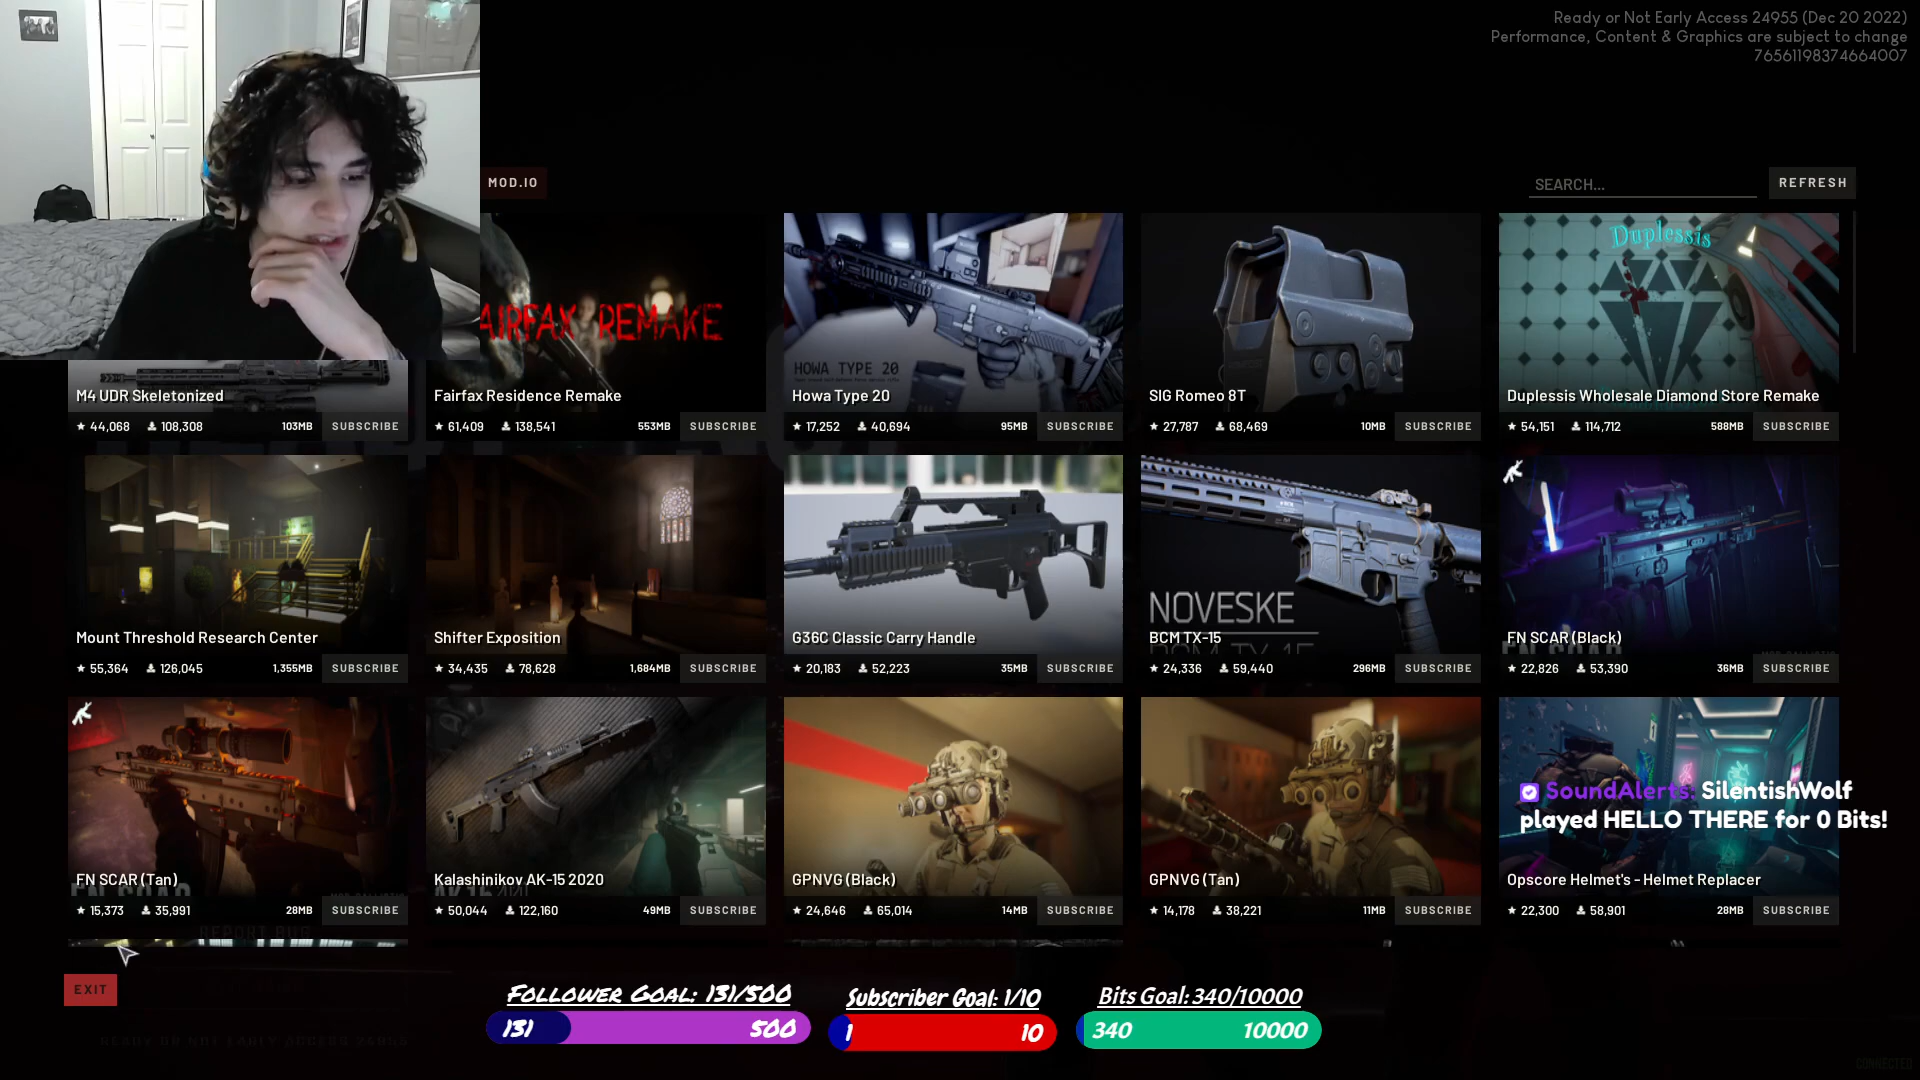 Ready or Not Early Access 24955 (Dec 20 2022)
Performance, Content & Graphics are subject to change
76561198374664007
MOD.IO
SEARCH...
REFRESH
AIRFAX REMAKE
HOWA TYPE 20
Duplessis
M4 UDR Skeletonized
Fairfax Residence Remake
Howa Type 20
SIG Romeo 8T
Duplessis Wholesale Diamond Store Remake
44,068 108,308 103MB SUBSCRIBE
61,409 138,541 553MB SUBSCRIBE
17,252 40,694 95MB SUBSCRIBE
27,787 68,469 10MB SUBSCRIBE
54,151 114,712 588MB SUBSCRIBE
NOVESKE
Mount Threshold Research Center
Shifter Exposition
G36C Classic Carry Handle
BCM TX-15
FN SCAR (Black)
55,364 126,045 1,355MB SUBSCRIBE
34,435 78,628 1,684MB SUBSCRIBE
20,183 52,223 35MB SUBSCRIBE
24,336 59,440 296MB SUBSCRIBE
22,826 53,390 36MB SUBSCRIBE
SoundAlerts: SilentishWolf
played HELLO THERE for 0 Bits!
FN SCAR (Tan)
Kalashinikov AK-15 2020
GPNVG (Black)
GPNVG (Tan)
Opscore Helmet's - Helmet Replacer
15,373 35,991 28MB SUBSCRIBE
50,044 122,160 49MB SUBSCRIBE
24,646 65,014 14MB SUBSCRIBE
14,178 38,221 11MB SUBSCRIBE
22,300 58,901 28MB SUBSCRIBE
REPORT BUG
EXIT
Follower Goal: 131/500
131 500
Subscriber Goal: 1/10
1 10
Bits Goal: 340/10000
340 10000
CONNECTED